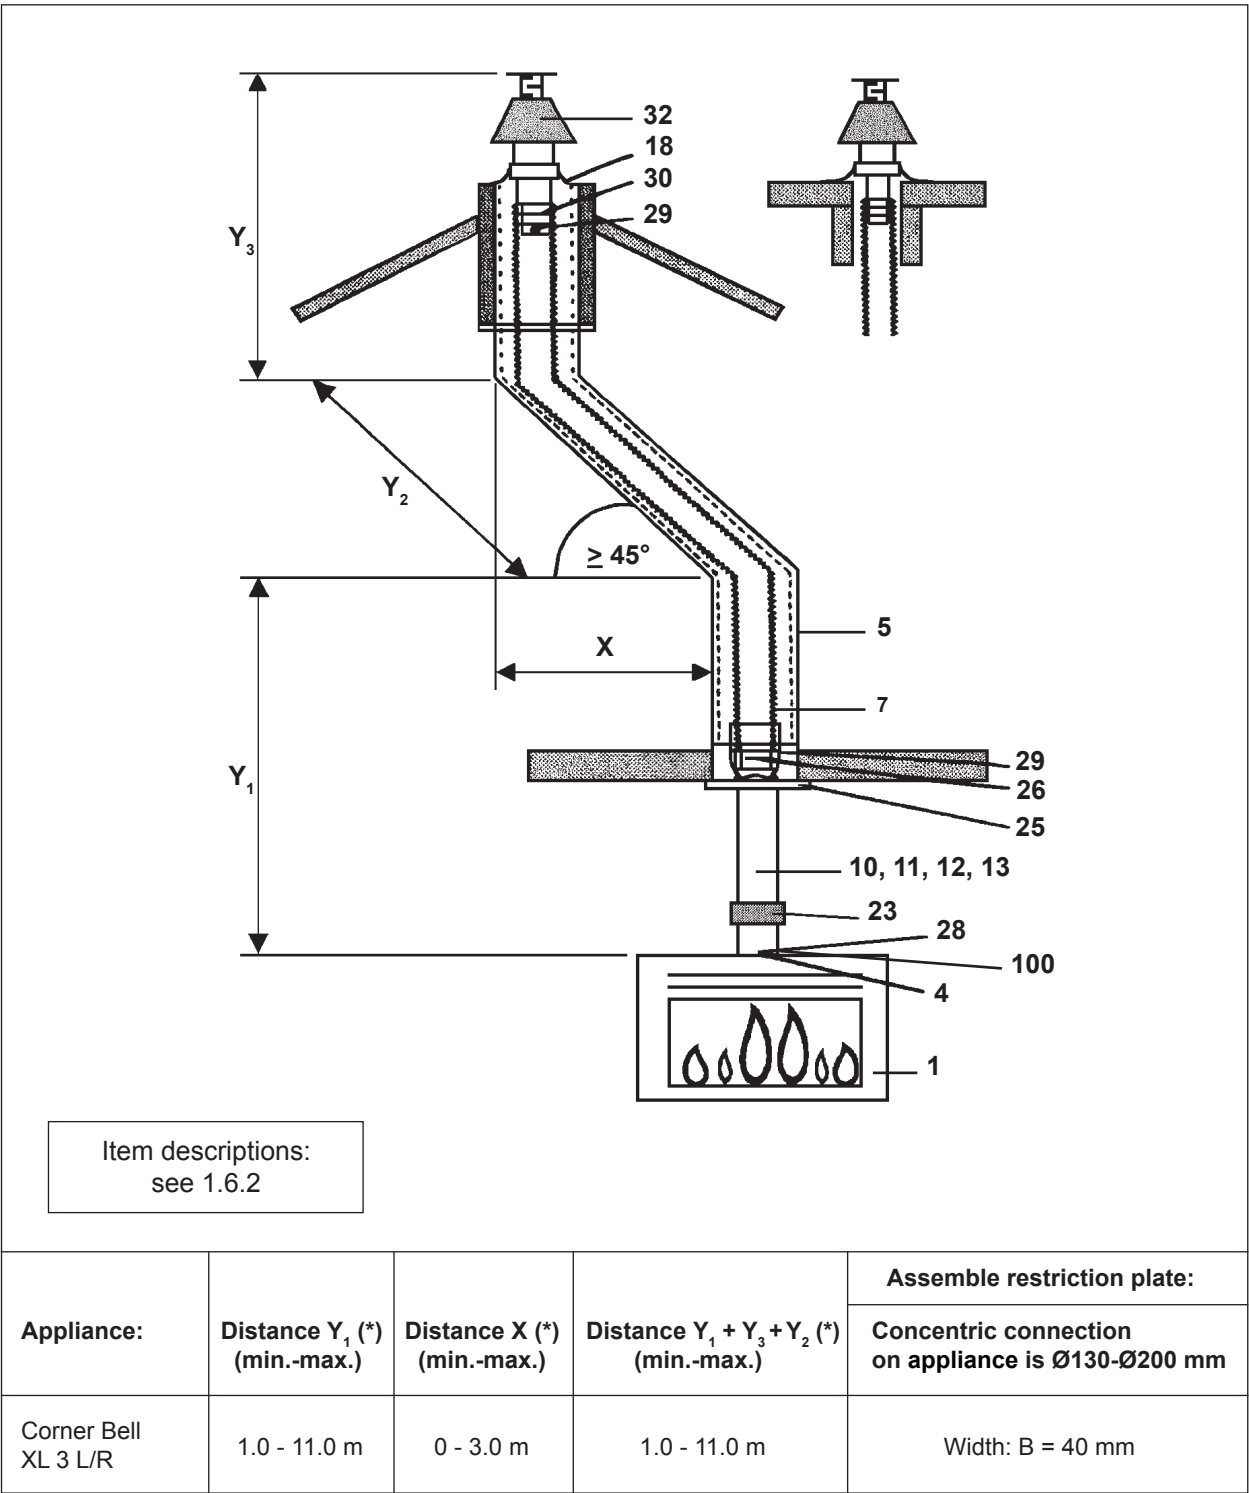 32
18
30
29
Y3
Y2
≥ 45°
X
5
7
Y1
29
26
25
10, 11, 12, 13
23
28
100
4
1
Item descriptions:
see 1.6.2
Appliance:
Distance Y1 (*)
(min.-max.)
Distance X (*)
(min.-max.)
Distance Y1 + Y3 + Y2 (*)
(min.-max.)
Assemble restriction plate:
Concentric connection
on appliance is Ø130-Ø200 mm
Corner Bell
XL 3 L/R
1.0 - 11.0 m
0 - 3.0 m
1.0 - 11.0 m
Width: B = 40 mm